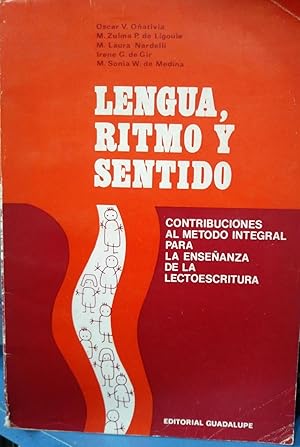 Oscar V. Oñativia
M. Zulma P. de Ligoule
M. Laura Nardelli
Irene C. de Gir
M. Sonia W. de Medina
LENGUA,
RITMO Y
SENTIDO
CONTRIBUCIONES
AL METODO INTEGRAL
PARA
LA ENSEÑANZA
DE LA
LECTOESCRITURA
EDITORIAL GUADALUPE